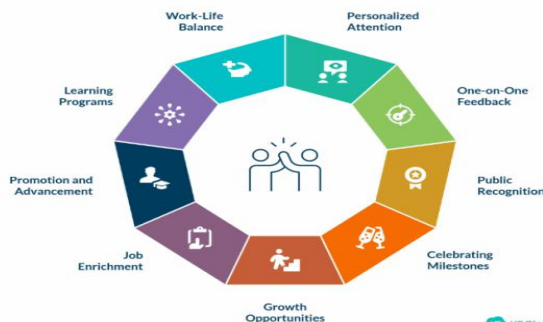 Work-Life
Balance
Personalized
Attention
Learning
Programs
One-on-One
Feedback
Promotion and
Advancement
Public
Recognition
Job
Enrichment
Celebrating
Milestones
Growth
Opportunities